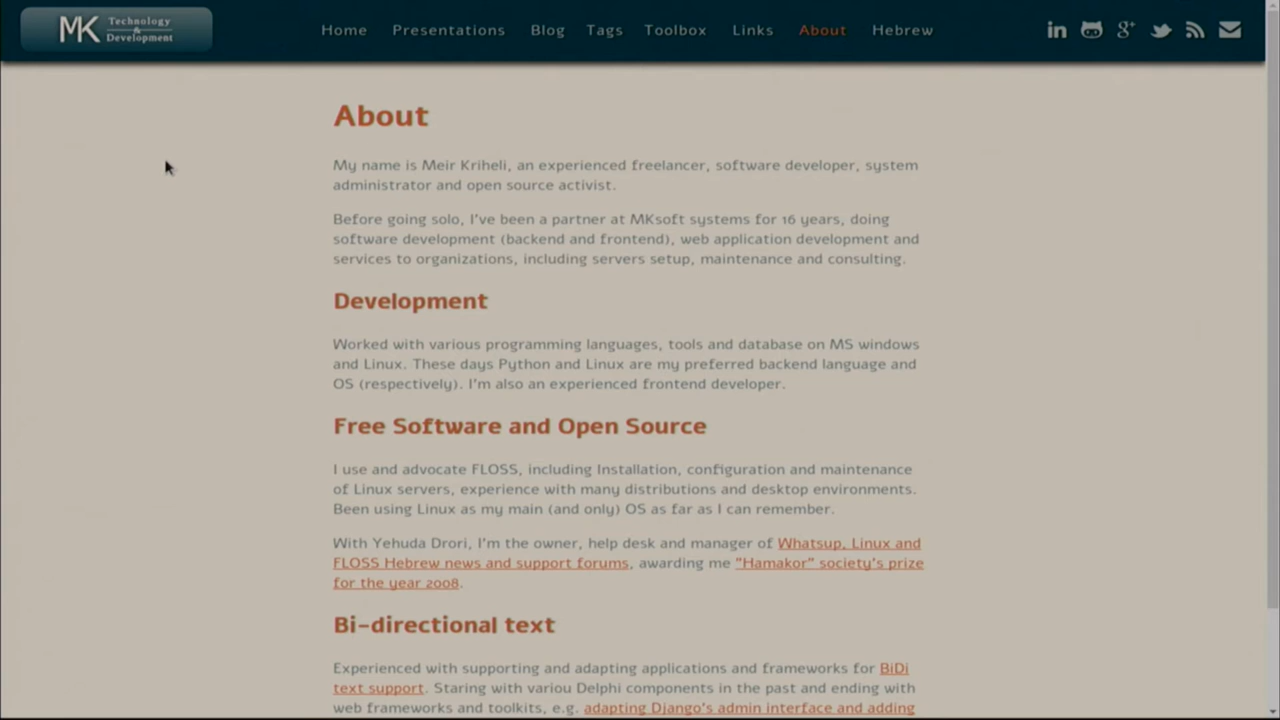 MK Technology & Development
Home Presentations Blog Tags Toolbox Links About Hebrew
About
My name is Meir Kriheli, an experienced freelancer, software developer, system
administrator and open source activist.
Before going solo, I've been a partner at MKsoft systems for 16 years, doing
software development (backend and frontend), web application development and
services to organizations, including servers setup, maintenance and consulting.
Development
Worked with various programming languages, tools and database on MS windows
and Linux. These days Python and Linux are my preferred backend language and
OS (respectively). I'm also an experienced frontend developer.
Free Software and Open Source
I use and advocate FLOSS, including Installation, configuration and maintenance
of Linux servers, experience with many distributions and desktop environments.
Been using Linux as my main (and only) OS as far as I can remember.
With Yehuda Drori, I'm the owner, help desk and manager of Whatsup, Linux and
FLOSS Hebrew news and support forums, awarding me "Hamakor" society's prize
for the year 2008.
Bi-directional text
Experienced with supporting and adapting applications and frameworks for BiDi
text support. Staring with variou Delphi components in the past and ending with
web frameworks and toolkits, e.g. adapting Django's admin interface and adding